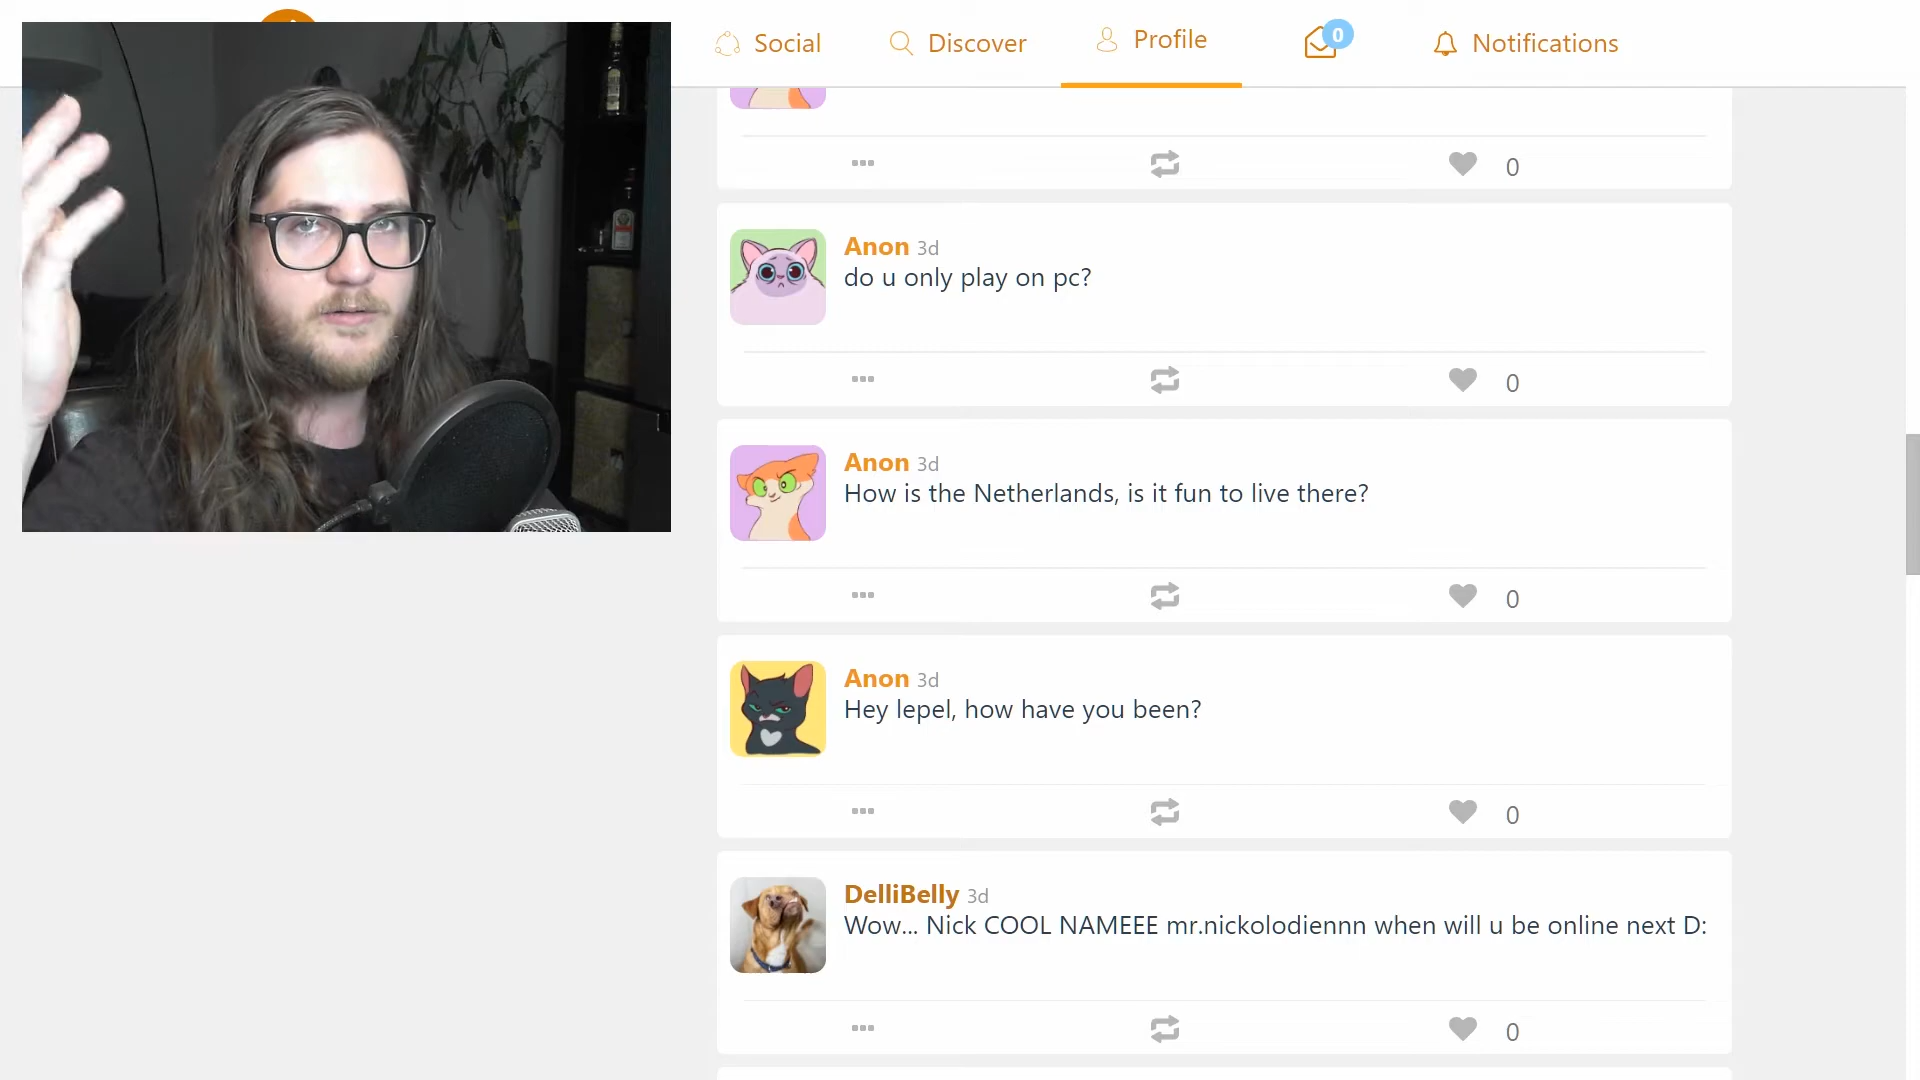 Social
Discover
Profile
0
Notifications
0
Anon 3d
do u only play on pc?
0
Anon 3d
How is the Netherlands, is it fun to live there?
0
Anon 3d
Hey lepel, how have you been?
0
DelliBelly 3d
Wow... Nick COOL NAMEEE mr.nickolodiennn when will u be online next D:
0